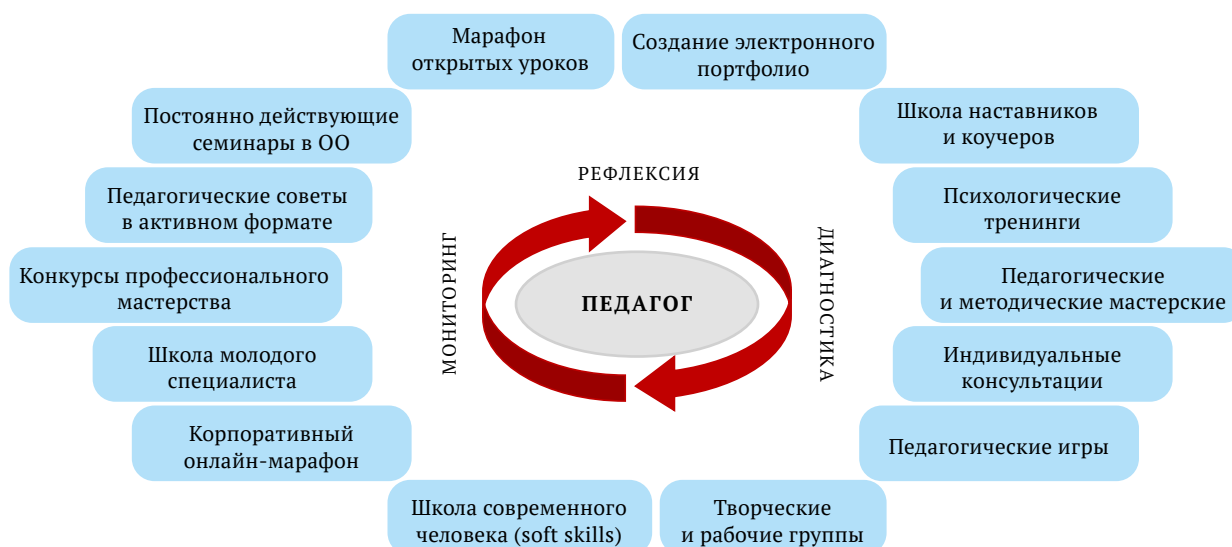 Марафон
открытых уроков
Создание электронного
портфолио
Постоянно действующие
семинары в ОО
Школа наставников
и коучеров
РЕФЛЕКСИЯ
Педагогические советы
в активном формате
Психологические
тренинги
МОНИТОРИНГ
ДИАГНОСТИКА
Конкурсы профессионального
мастерства
ПЕДАГОГ
Педагогические
и методические мастерские
Школа молодого
специалиста
Индивидуальные
консультации
Корпоративный
онлайн-марафон
Педагогические игры
Школа современного
человека (soft skills)
Творческие
и рабочие группы